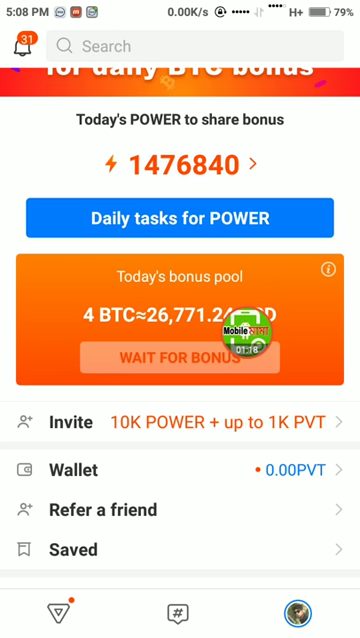 5:08 PM
0.00K/s
H+
79%
31
Search
for daily BTC bonus
Today's POWER to share bonus
1476840
Daily tasks for POWER
Today's bonus pool
4 BTC≈26,771.24
D
Mobile মামা
01:18
WAIT FOR BONUS
Invite
10K POWER + up to 1K PVT
Wallet
0.00PVT
Refer a friend
Saved